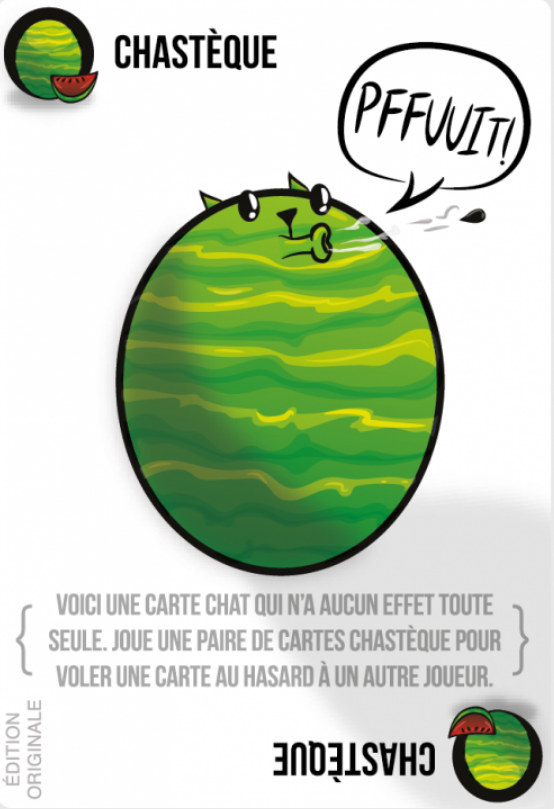 CHASTÈQUE
PFFUUIT!
VOICI UNE CARTE CHAT QUI N'A AUCUN EFFET TOUTE
SEULE. JOUE UNE PAIRE DE CARTES CHASTÈQUE POUR
VOLER UNE CARTE AU HASARD À UN AUTRE JOUEUR.
ÉDITION
ORIGINALE
CHASTÈQUE